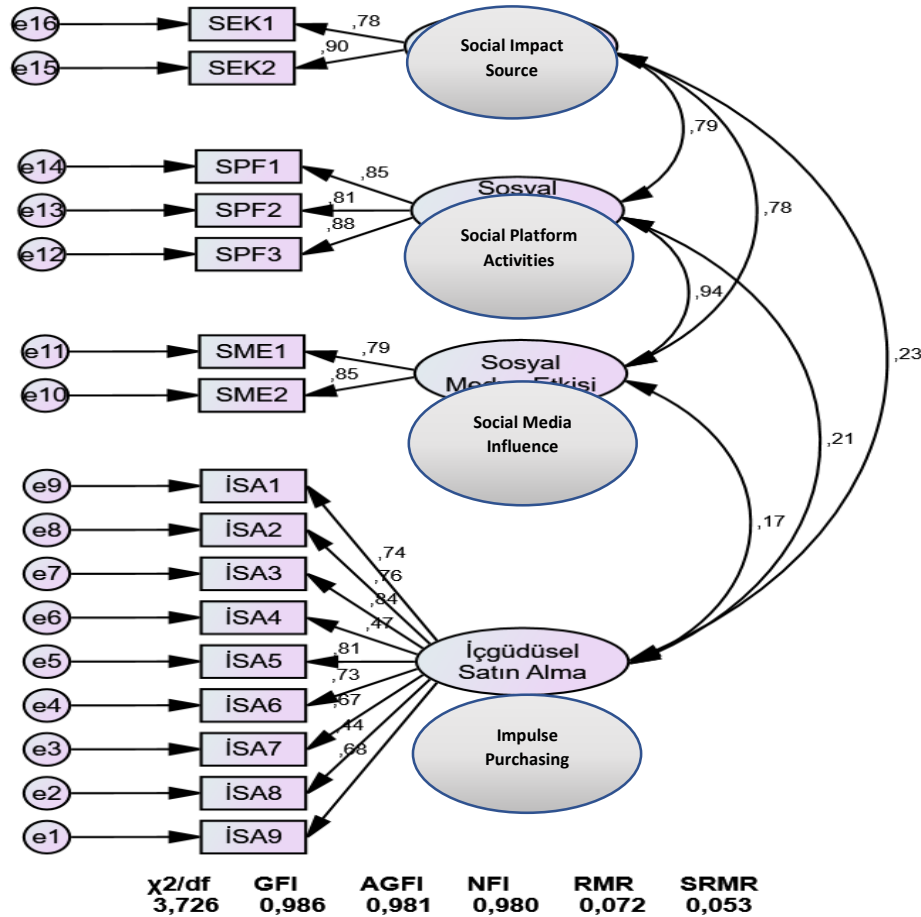 e16 SEK1 ,78
Social Impact
Source
e15 SEK2 ,90
,79
e14 SPF1 ,85
Sosyal
e13 SPF2 ,81
,78
e12 SPF3 ,88
Social Platform
Activities
,94
e11 SME1 ,79
Sosyal
,23
e10 SME2 ,85
Etkisi
Social Media
Influence
,21
e9 İSA1
e8 İSA2
,17
e7 İSA3
,74
,76
,84
e6 İSA4 ,47
e5 İSA5 ,81
İçgüdüsel
Satın Alma
e4 İSA6 ,73
,67
e3 İSA7 ,44
,68
Impulse
Purchasing
e2 İSA8
e1 İSA9
χ2/df GFI AGFI NFI RMR SRMR
3,726 0,986 0,981 0,980 0,072 0,053